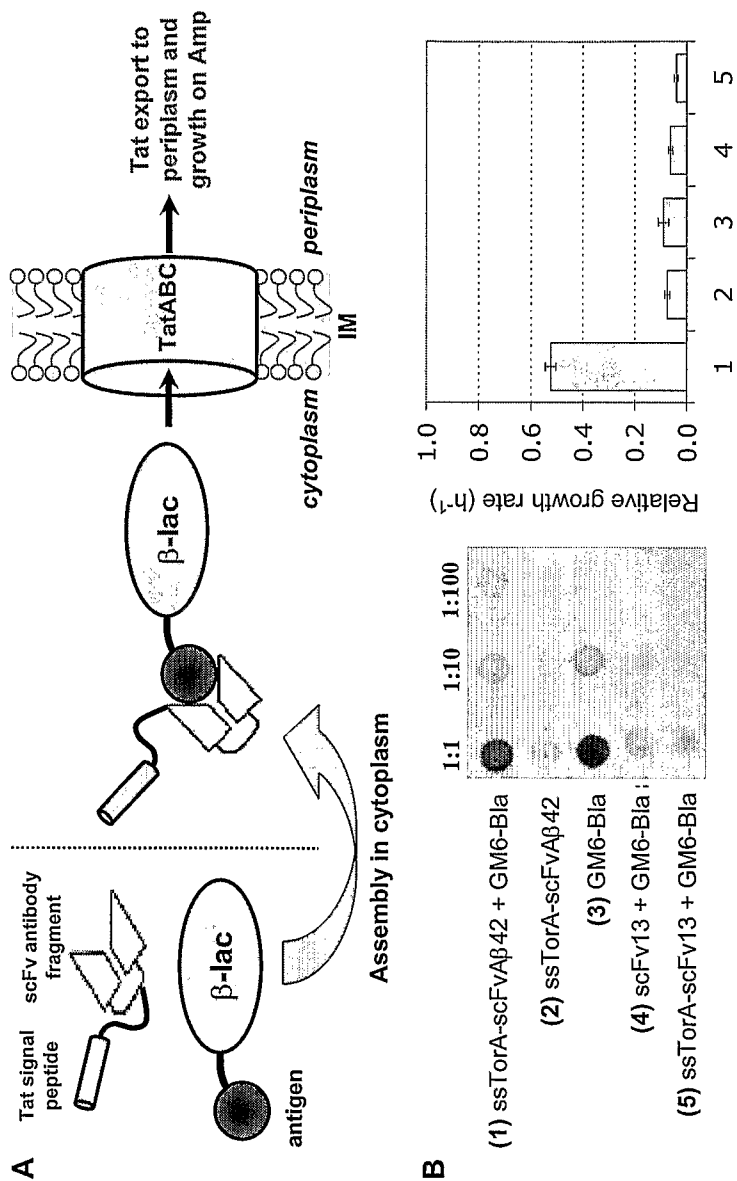 A
Tat signal
peptide
scFv antibody
fragment
antigen
β-lac
Assembly in cytoplasm
β-lac
TatABC
cytoplasm
IM
periplasm
Tat export to
periplasm and
growth on Amp
B
1:1
1:10
1:100
(1) ssTorA-scFvAβ42 + GM6-Bla
(2) ssTorA-scFvAβ42
(3) GM6-Bla
(4) scFv13 + GM6-Bla
(5) ssTorA-scFv13 + GM6-Bla
Relative growth rate (h⁻¹)
1.0
0.8
0.6
0.4
0.2
0.0
1
2
3
4
5